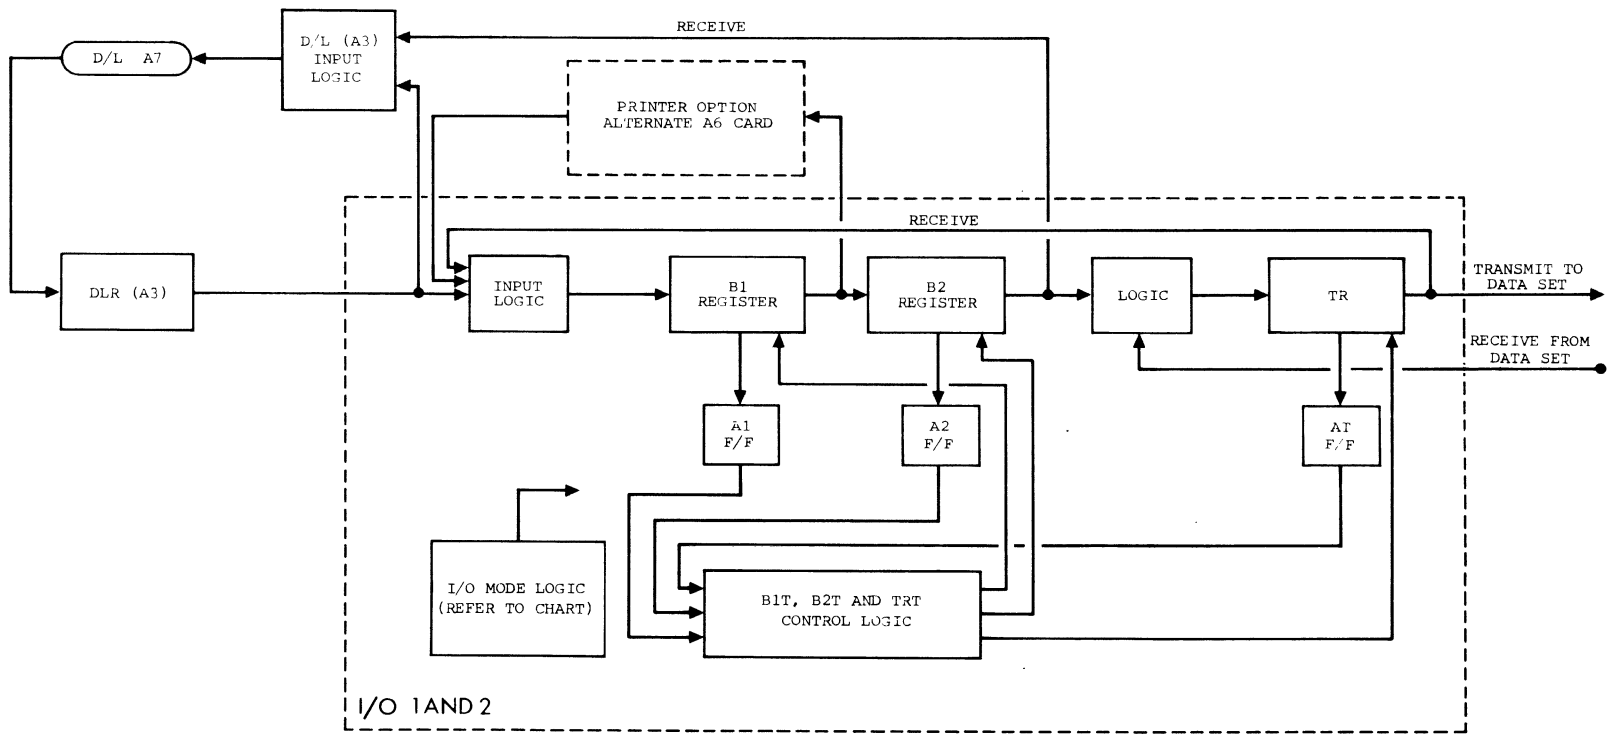 RECEIVE
D/L (A3)
INPUT
LOGIC
D/L A7
PRINTER OPTION
ALTERNATE A6 CARD
RECEIVE
DLR (A3)
INPUT
LOGIC
B1
REGISTER
B2
REGISTER
LOGIC
TR
TRANSMIT TO
DATA SET
RECEIVE FROM
DATA SET
A1
F/F
A2
F/F
AT
F/F
I/O MODE LOGIC
(REFER TO CHART)
B1T, B2T AND TRT
CONTROL LOGIC
I/O 1 AND 2